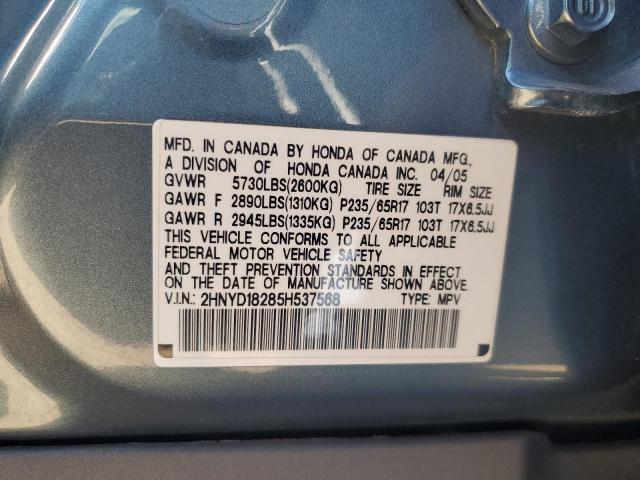 MFD. IN CANADA BY HONDA OF CANADA MFG.,
A DIVISION OF HONDA CANADA INC. 04/05
GVWR 5730LBS(2600KG) TIRE SIZE RIM SIZE
GAWR F 2890LBS(1310KG) P235/65R17 103T 17X6.5JJ
GAWR R 2945LBS(1335KG) P235/65R17 103T 17X6.5JJ
THIS VEHICLE CONFORMS TO ALL APPLICABLE
FEDERAL MOTOR VEHICLE SAFETY
AND THEFT PREVENTION STANDARDS IN EFFECT
ON THE DATE OF MANUFACTURE SHOWN ABOVE.
V.I.N.: 2HNYD18285H537568 TYPE: MPV